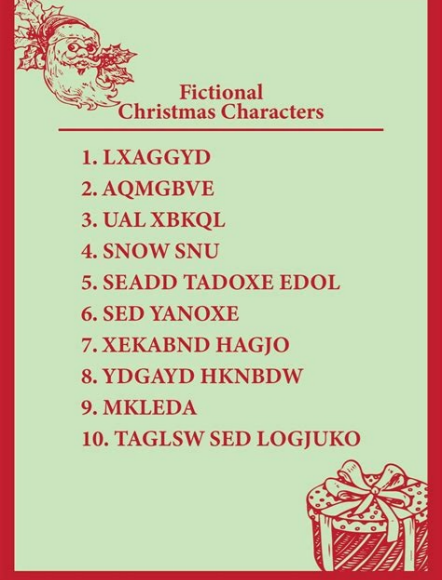 Fictional
Christmas Characters
1. LXAGGYD
2. AQMGBVE
3. UAL XBKQL
4. SNOW SNU
5. SEADD TADOXE EDOL
6. SED YANOXE
7. XEKABND HAGJO
8. YDGAYD HKNBDW
9. MKLEDA
10. TAGLSW SED LOGJUKO